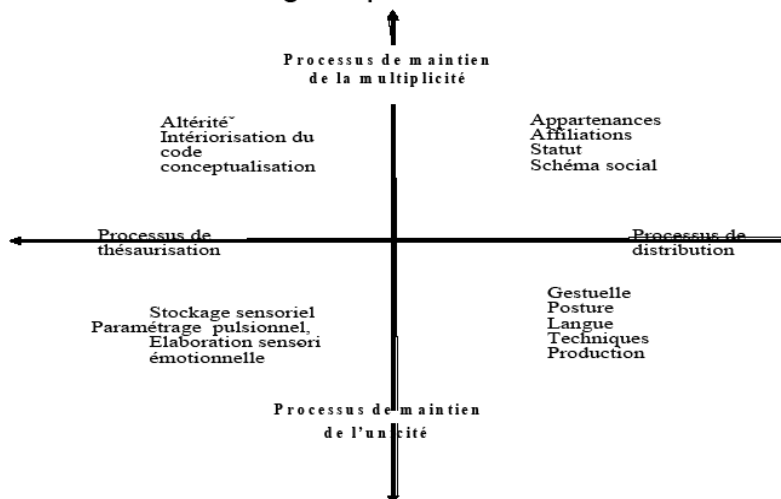 Processus de maintien
de la multiplicité
Altérité˘
Intériorisation du
code
conceptualisation
Appartenances
Affiliations
Statut
Schéma social
Processus de
thésaurisation
Processus de
distribution
Stockage sensoriel
Paramétrage pulsionnel,
Elaboration sensori
émotionnelle
Gestuelle
Posture
Langue
Techniques
Production
Processus de maintien
de l'unicité